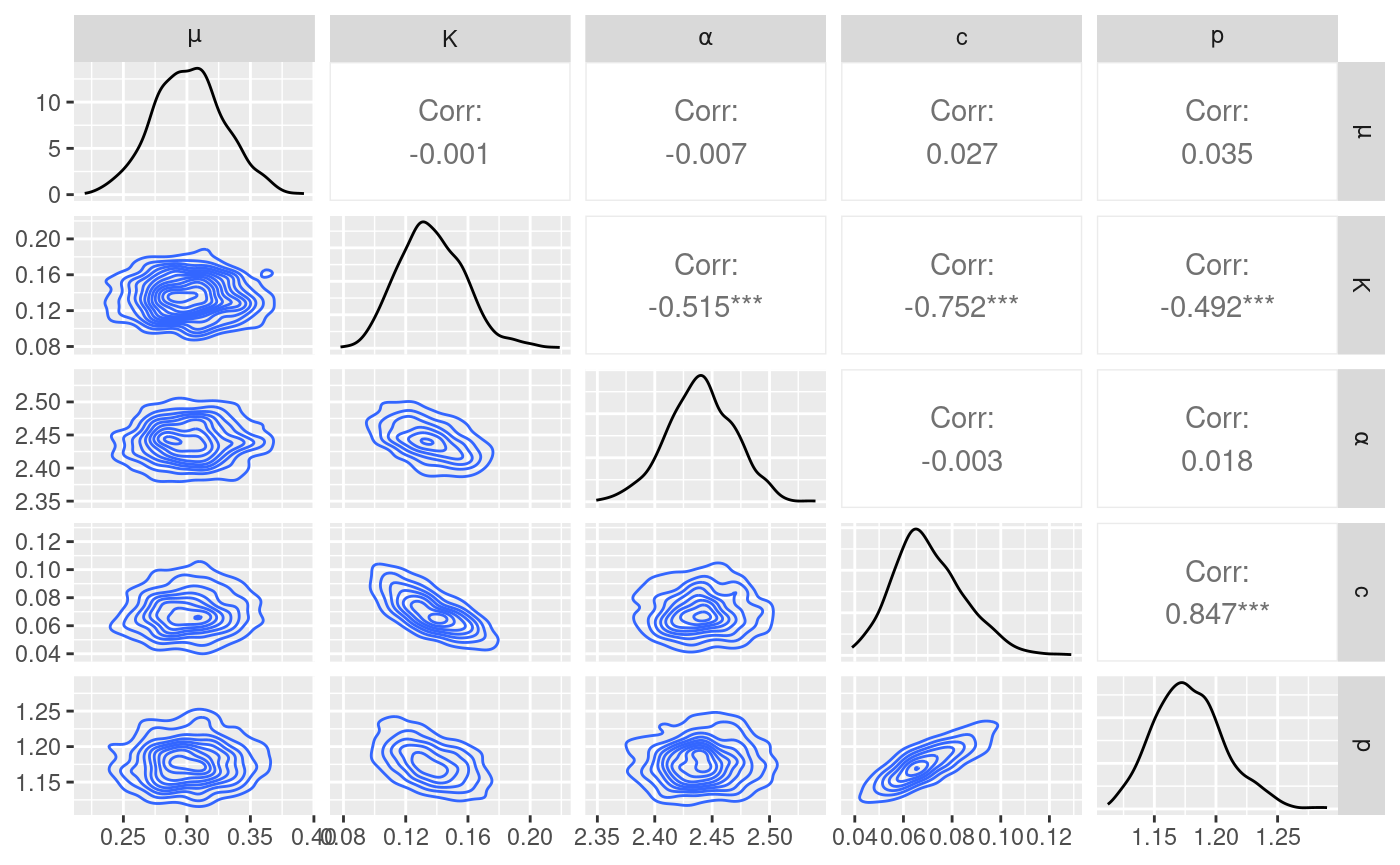 μ K α c p
10
5
0
Corr:
-0.001
Corr:
-0.007
Corr:
0.027
Corr:
0.035
μ
0.20
0.16
0.12
0.08
Corr:
-0.515***
Corr:
-0.752***
Corr:
-0.492***
K
2.50
2.45
2.40
2.35
Corr:
-0.003
Corr:
0.018
α
0.12
0.10
0.08
0.06
0.04
Corr:
0.847***
c
1.25
1.20
1.15
p
0.25 0.30 0.35 0.40 0.08 0.12 0.16 0.20 2.35 2.40 2.45 2.50 0.04 0.06 0.08 0.10 0.12 1.15 1.20 1.25